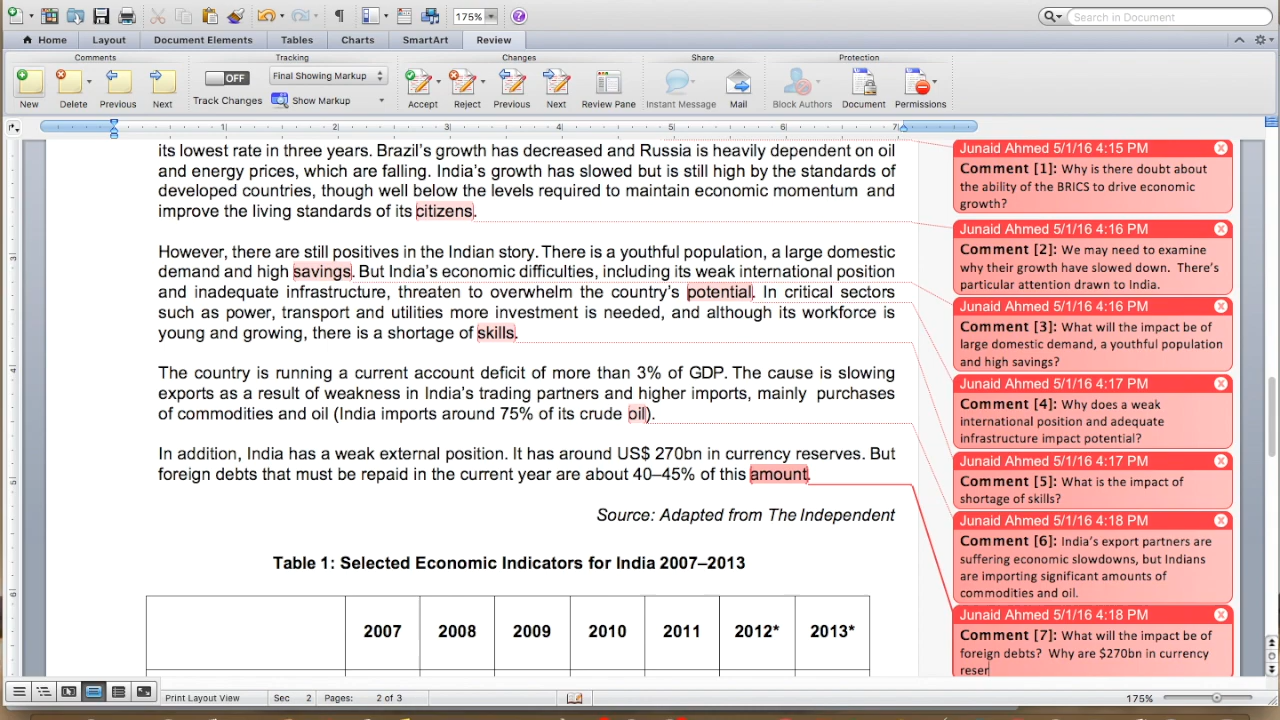 175%
Search in Document
Home
Layout
Document Elements
Tables
Charts
SmartArt
Review
Comments
Tracking
Changes
Share
Protection
OFF
Final Showing Markup
Track Changes
Show Markup
New
Delete
Previous
Next
Accept
Reject
Previous
Next
Review Pane
Instant Message
Mail
Block Authors
Document
Permissions
1
2
3
4
5
6
7
3
4
5
6
its lowest rate in three years. Brazil's growth has decreased and Russia is heavily dependent on oil
and energy prices, which are falling. India's growth has slowed but is still high by the standards of
developed countries, though well below the levels required to maintain economic momentum and
improve the living standards of its citizens.
However, there are still positives in the Indian story. There is a youthful population, a large domestic
demand and high savings. But India's economic difficulties, including its weak international position
and inadequate infrastructure, threaten to overwhelm the country's potential. In critical sectors
such as power, transport and utilities more investment is needed, and although its workforce is
young and growing, there is a shortage of skills.
The country is running a current account deficit of more than 3% of GDP. The cause is slowing
exports as a result of weakness in India's trading partners and higher imports, mainly purchases
of commodities and oil (India imports around 75% of its crude oil).
In addition, India has a weak external position. It has around US$ 270bn in currency reserves. But
foreign debts that must be repaid in the current year are about 40–45% of this amount.
Source: Adapted from The Independent
Table 1: Selected Economic Indicators for India 2007–2013
2007 2008 2009 2010 2011 2012* 2013*
Junaid Ahmed 5/1/16 4:15 PM
Comment [1]: Why is there doubt about
the ability of the BRICS to drive economic
growth?
Junaid Ahmed 5/1/16 4:16 PM
Comment [2]: We may need to examine
why their growth have slowed down. There's
particular attention drawn to India.
Junaid Ahmed 5/1/16 4:16 PM
Comment [3]: What will the impact be of
large domestic demand, a youthful population
and high savings?
Junaid Ahmed 5/1/16 4:17 PM
Comment [4]: Why does a weak
international position and adequate
infrastructure impact potential?
Junaid Ahmed 5/1/16 4:17 PM
Comment [5]: What is the impact of
shortage of skills?
Junaid Ahmed 5/1/16 4:18 PM
Comment [6]: India's export partners are
suffering economic slowdowns, but Indians
are importing significant amounts of
commodities and oil.
Junaid Ahmed 5/1/16 4:18 PM
Comment [7]: What will the impact be of
foreign debts? Why are $270bn in currency
reser
Print Layout View
Sec 2
Pages: 2 of 3
175%